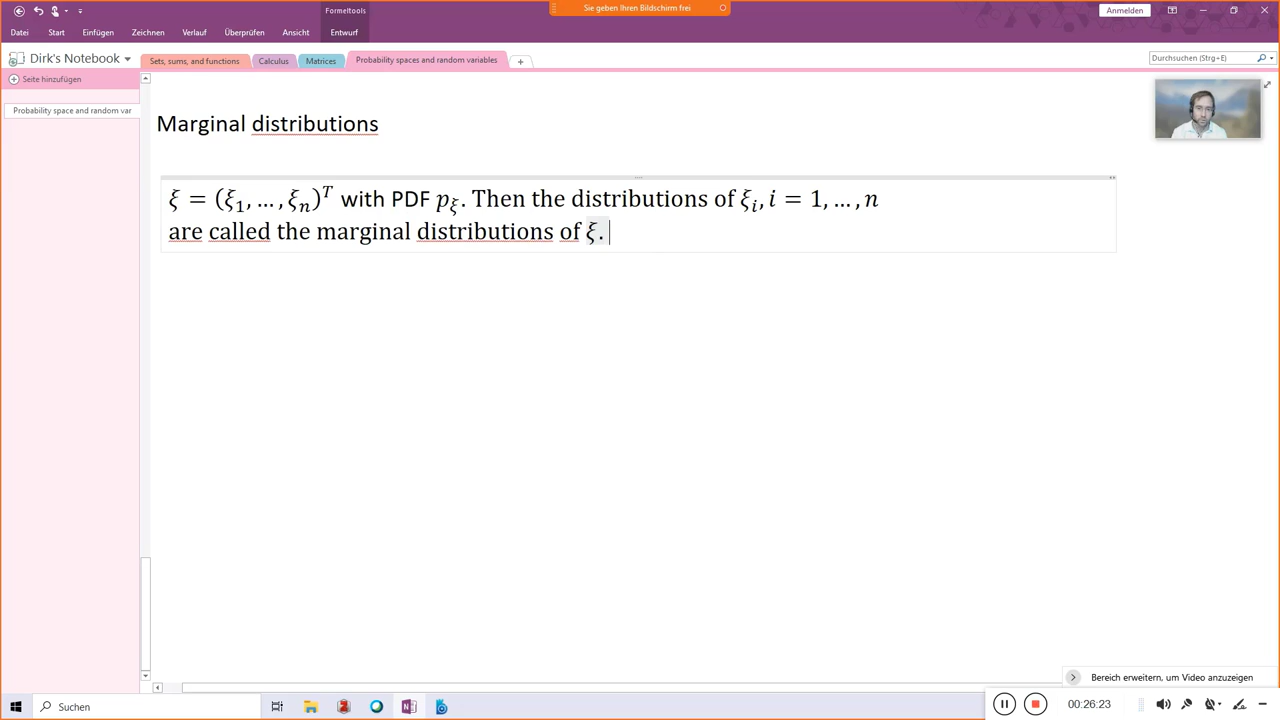 Sie geben Ihren Bildschirm frei
Formeltools
Anmelden
Datei Start Einfügen Zeichnen Verlauf Überprüfen Ansicht Entwurf
Dirk's Notebook Sets, sums, and functions Calculus Matrices Probability spaces and random variables + Durchsuchen (Strg+E)
Seite hinzufügen
Probability space and random var
Marginal distributions
ξ = (ξ₁, … , ξₙ)ᵀ with PDF p_ξ. Then the distributions of ξᵢ, i = 1, … , n
are called the marginal distributions of ξ.
Bereich erweitern, um Video anzuzeigen
Suchen
00:26:23